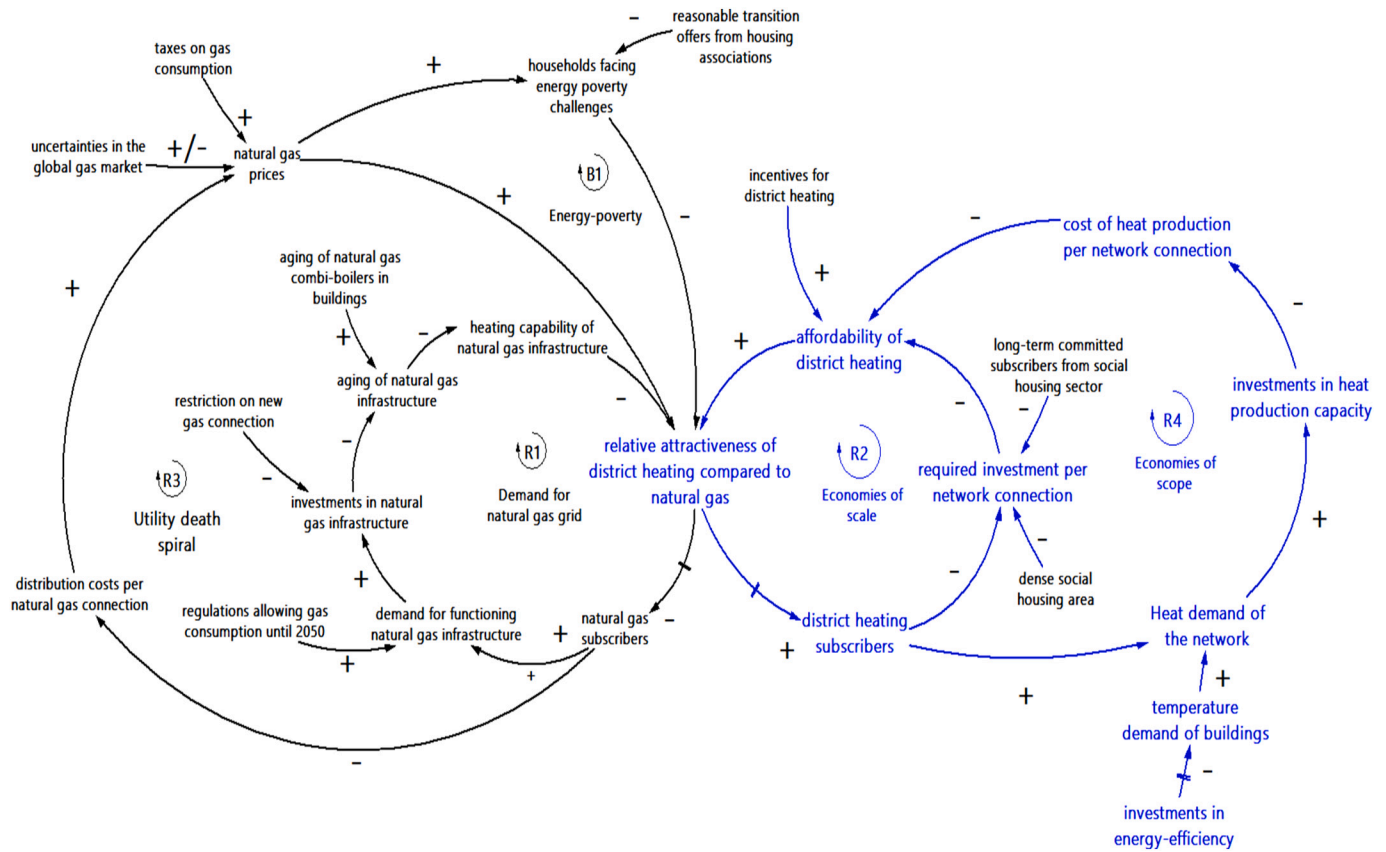 taxes on gas
consumption
+
uncertainties in the
global gas market
+/-
natural gas
prices
+
households facing
energy poverty
challenges
-
reasonable transition
offers from housing
associations
+
B1
Energy-poverty
-
incentives for
district heating
+
-
cost of heat production
per network connection
+
aging of natural gas
combi-boilers in
buildings
+
-
heating capability of
natural gas infrastructure
-
aging of natural gas
infrastructure
+
affordability of
district heating
long-term committed
subscribers from social
housing sector
-
-
-
investments in heat
production capacity
restriction on new
gas connection
-
-
R1
Demand for
natural gas grid
relative attractiveness of
district heating compared to
natural gas
R2
Economies of
scale
required investment per
network connection
R4
Economies of
scope
R3
Utility death
spiral
investments in natural
gas infrastructure
+
-
-
dense social
housing area
+
distribution costs per
natural gas connection
regulations allowing gas
consumption until 2050
+
demand for functioning
natural gas infrastructure
+
+
natural gas
subscribers
-
+
district heating
subscribers
+
Heat demand of
the network
+
temperature
demand of buildings
-
-
investments in
energy-efficiency